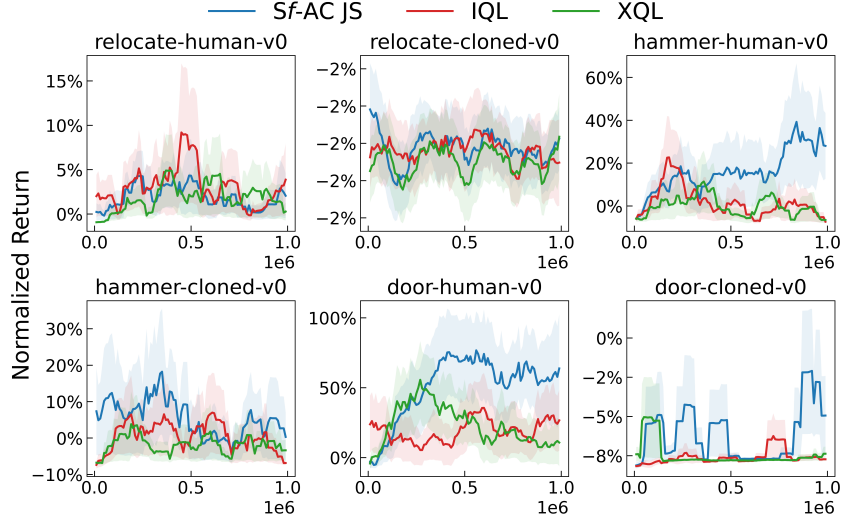 Sf-AC JS IQL XQL
relocate-human-v0 relocate-cloned-v0 hammer-human-v0
15%
10%
5%
0%
0.0 0.5 1.0
1e6
−2%
−2%
−2%
−2%
−2%
0.0 0.5 1.0
1e6
60%
40%
20%
0%
0.0 0.5 1.0
1e6
Normalized Return
hammer-cloned-v0 door-human-v0 door-cloned-v0
30%
20%
10%
0%
−10%
0.0 0.5 1.0
1e6
100%
50%
0%
0.0 0.5 1.0
1e6
0%
−2%
−5%
−8%
0.0 0.5 1.0
1e6